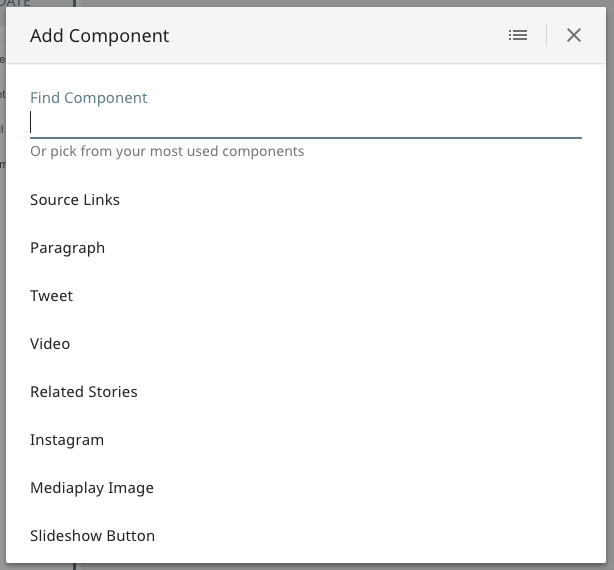 DATE
Add Component
Find Component
Or pick from your most used components
Source Links
Paragraph
Tweet
Video
Related Stories
Instagram
Mediaplay Image
Slideshow Button